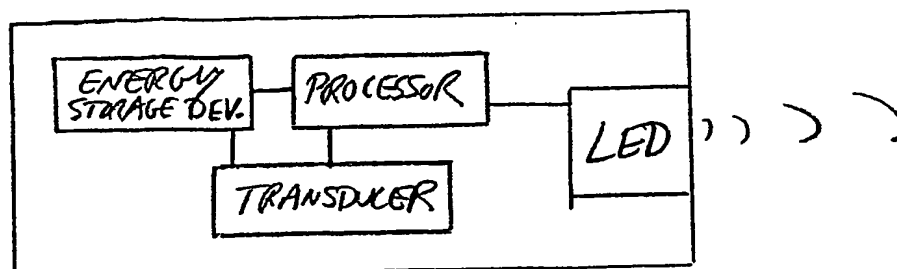 ENERGY
STORAGE DEV.
PROCESSOR
LED
TRANSDUCER